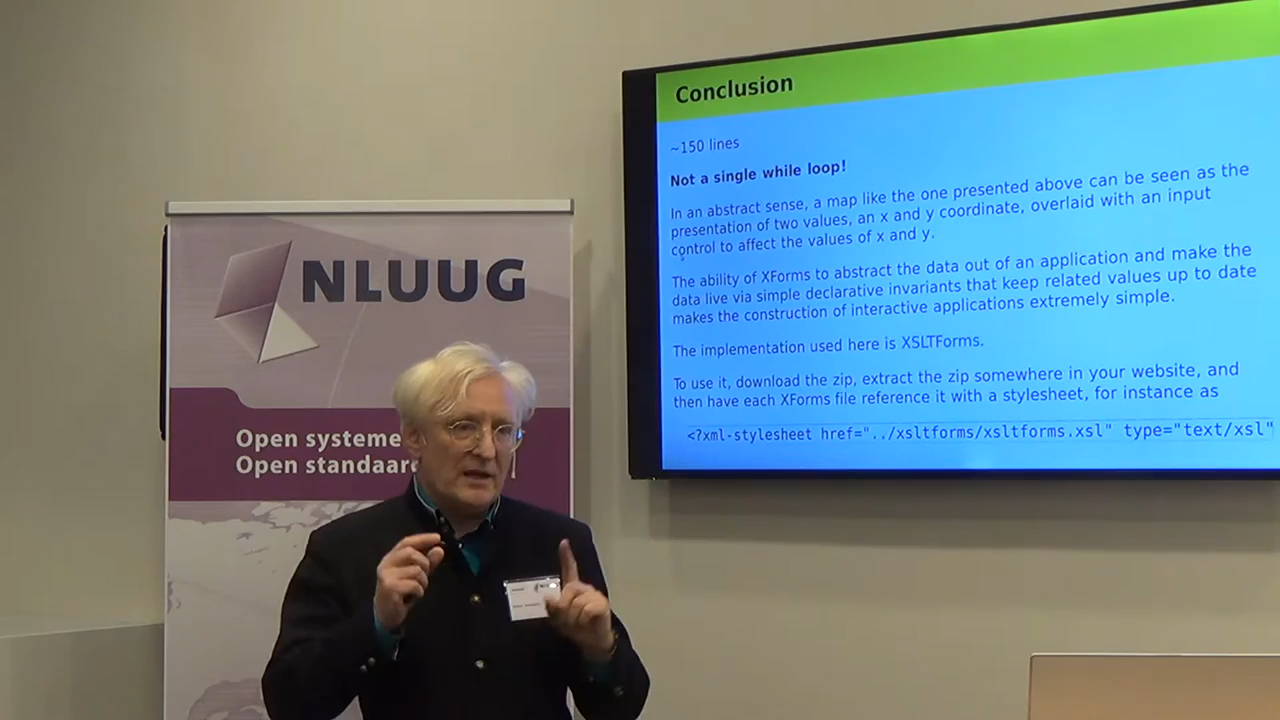 Conclusion
~150 lines
Not a single while loop!
In an abstract sense, a map like the one presented above can be seen as the
presentation of two values, an x and y coordinate, overlaid with an input
control to affect the values of x and y.
The ability of XForms to abstract the data out of an application and make the
data live via simple declarative invariants that keep related values up to date
makes the construction of interactive applications extremely simple.
The implementation used here is XSLTForms.
To use it, download the zip, extract the zip somewhere in your website, and
then have each XForms file reference it with a stylesheet, for instance as
<?xml-stylesheet href="../xsltforms/xsltforms.xsl" type="text/xsl"
NLUUG
Open systeme
Open standaar
NLUUG